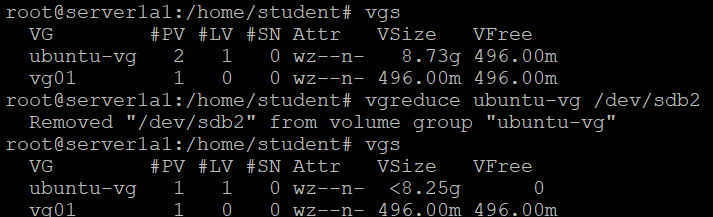 root@server1a1:/home/student# vgs
  VG        #PV #LV #SN Attr   VSize   VFree
  ubuntu-vg   2   1   0 wz--n-   8.73g 496.00m
  vg01        1   0   0 wz--n- 496.00m 496.00m
root@server1a1:/home/student# vgreduce ubuntu-vg /dev/sdb2
  Removed "/dev/sdb2" from volume group "ubuntu-vg"
root@server1a1:/home/student# vgs
  VG        #PV #LV #SN Attr   VSize   VFree
  ubuntu-vg   1   1   0 wz--n-  <8.25g      0
  vg01        1   0   0 wz--n- 496.00m 496.00m